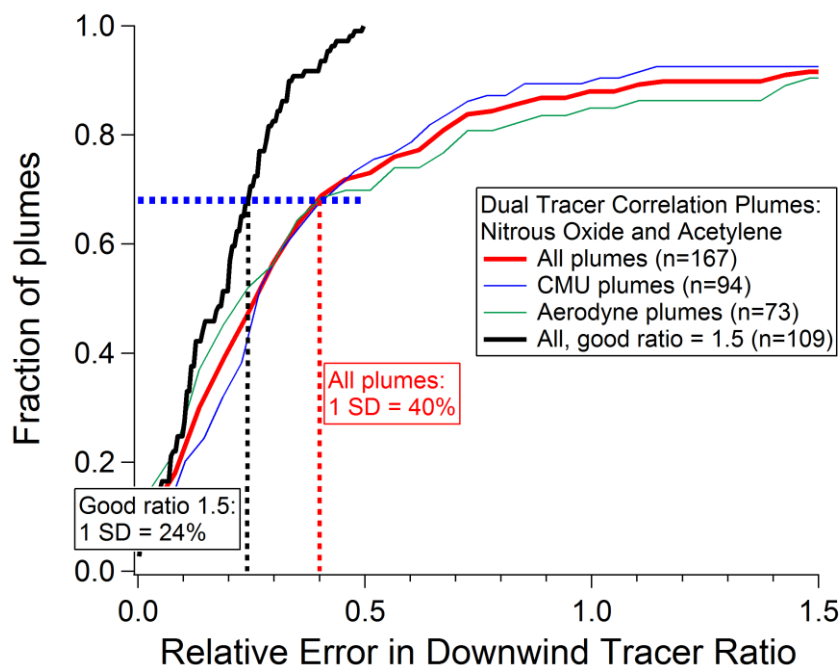 1.0
0.8
0.6
0.4
0.2
0.0
Fraction of plumes
Dual Tracer Correlation Plumes:
Nitrous Oxide and Acetylene
All plumes (n=167)
CMU plumes (n=94)
Aerodyne plumes (n=73)
All, good ratio = 1.5 (n=109)
All plumes:
1 SD = 40%
Good ratio 1.5:
1 SD = 24%
0.0
0.5
1.0
1.5
Relative Error in Downwind Tracer Ratio